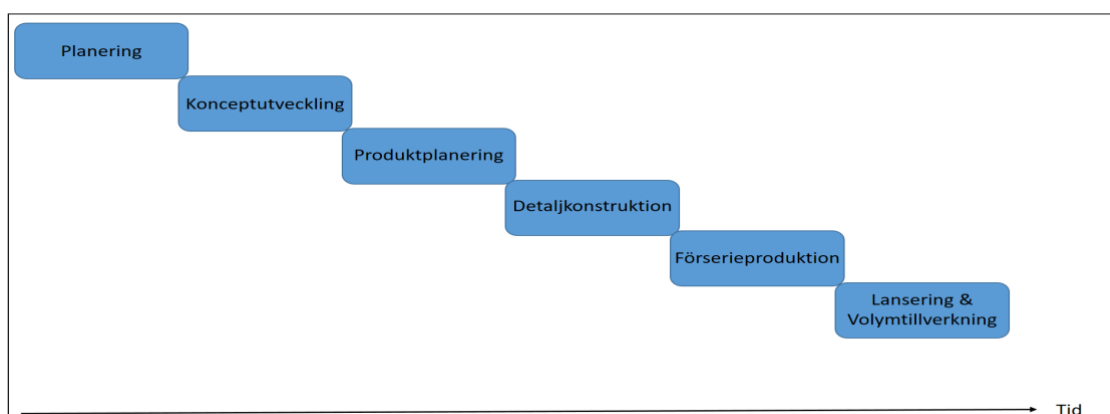 Planering
Konceptutveckling
Produktplanering
Detaljkonstruktion
Förserieproduktion
Lansering &
Volymtillverkning
Tid